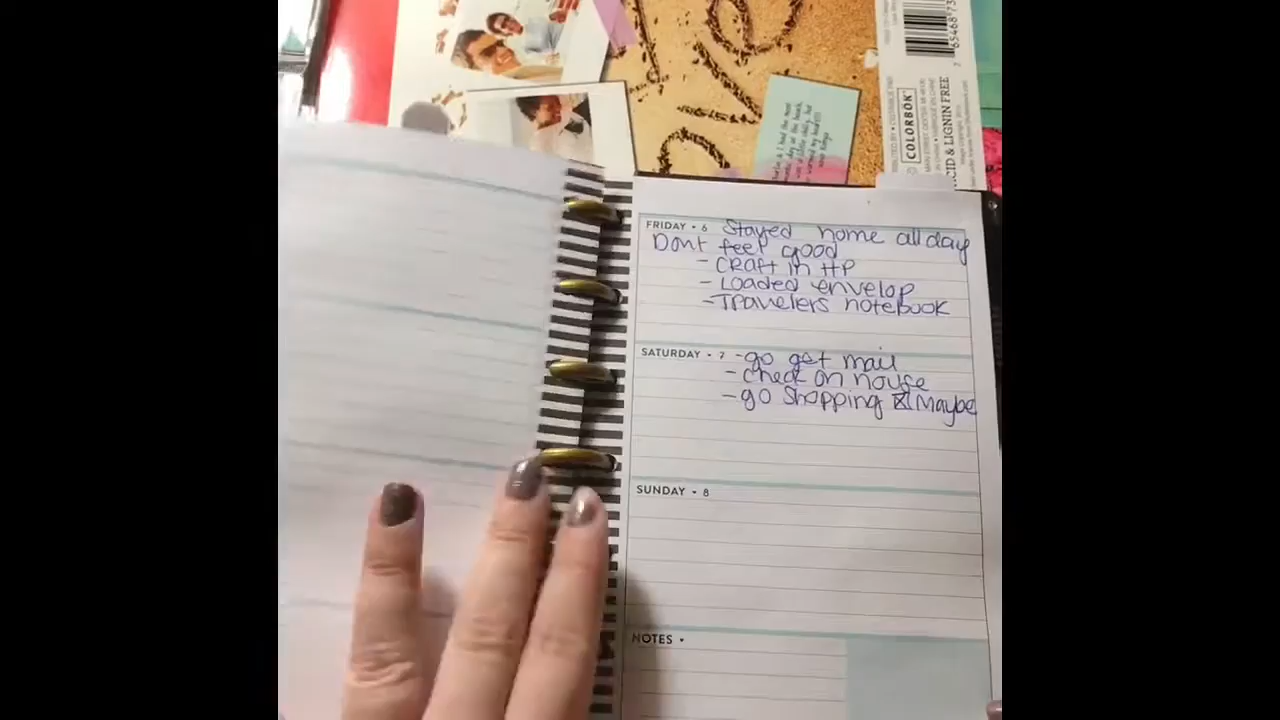 LOVE
COLORBOK
ACID & LIGNIN FREE
FRIDAY • 6 Stayed home all day
Dont feel good
- Craft in HP
- Loaded envelop
- Travelers notebook
SATURDAY • 7 - go get mail
- check on house
- go shopping ☒ Maybe
SUNDAY • 8
NOTES •